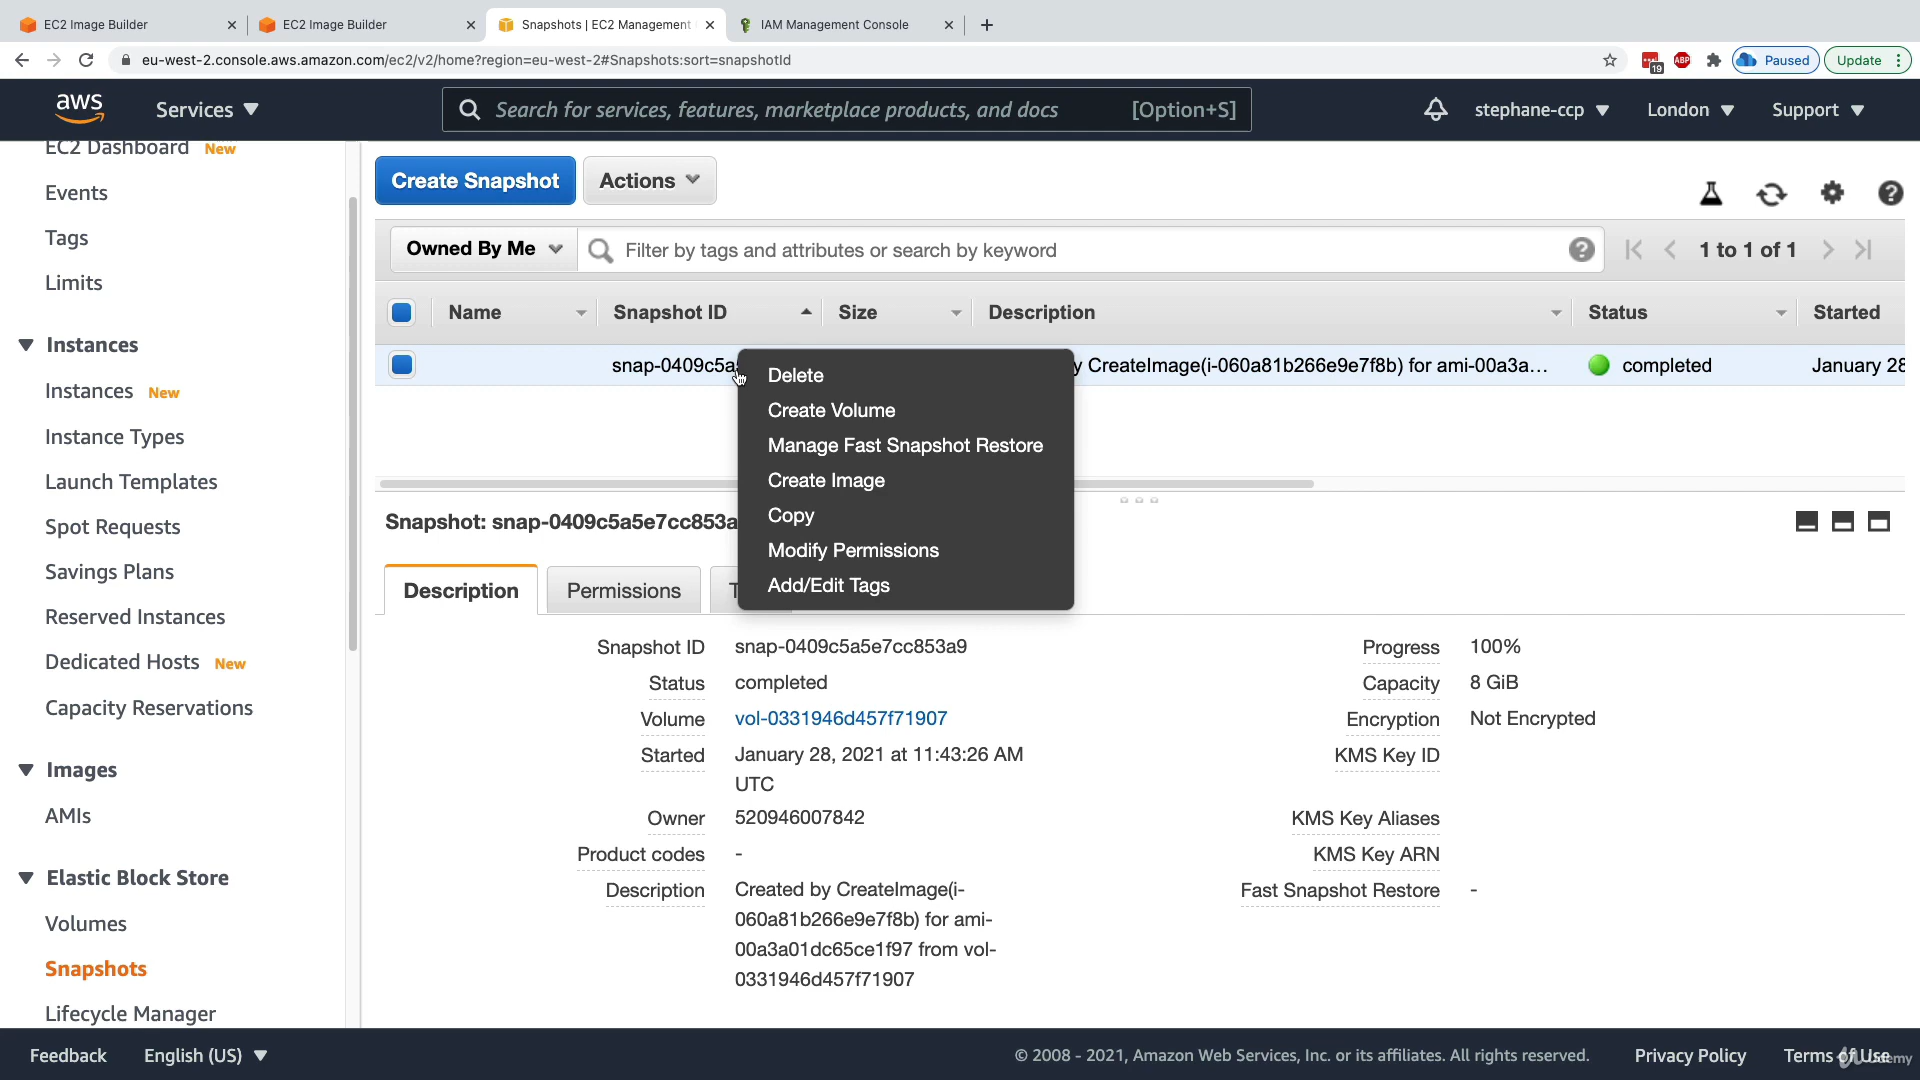 EC2 Image Builder
EC2 Image Builder
Snapshots | EC2 Management
IAM Management Console
eu-west-2.console.aws.amazon.com/ec2/v2/home?region=eu-west-2#Snapshots:sort=snapshotId
19
ABP
Paused
Update
aws
Services
Search for services, features, marketplace products, and docs
[Option+S]
stephane-ccp
London
Support
EC2 Dashboard New
Events
Tags
Limits
Instances
Instances New
Instance Types
Launch Templates
Spot Requests
Savings Plans
Reserved Instances
Dedicated Hosts New
Capacity Reservations
Images
AMIs
Elastic Block Store
Volumes
Snapshots
Lifecycle Manager
Create Snapshot
Actions
Owned By Me
Filter by tags and attributes or search by keyword
1 to 1 of 1
Name
Snapshot ID
Size
Description
Status
Started
snap-0409c5a
y CreateImage(i-060a81b266e9e7f8b) for ami-00a3a...
completed
January 28
Delete
Create Volume
Manage Fast Snapshot Restore
Create Image
Copy
Modify Permissions
Add/Edit Tags
Snapshot: snap-0409c5a5e7cc853a
Description
Permissions
T
Snapshot ID snap-0409c5a5e7cc853a9
Status completed
Volume vol-0331946d457f71907
Started January 28, 2021 at 11:43:26 AM
UTC
Owner 520946007842
Product codes -
Description Created by CreateImage(i-
060a81b266e9e7f8b) for ami-
00a3a01dc65ce1f97 from vol-
0331946d457f71907
Progress 100%
Capacity 8 GiB
Encryption Not Encrypted
KMS Key ID
KMS Key Aliases
KMS Key ARN
Fast Snapshot Restore -
Feedback
English (US)
© 2008 - 2021, Amazon Web Services, Inc. or its affiliates. All rights reserved.
Privacy Policy
Terms of Use
Udemy